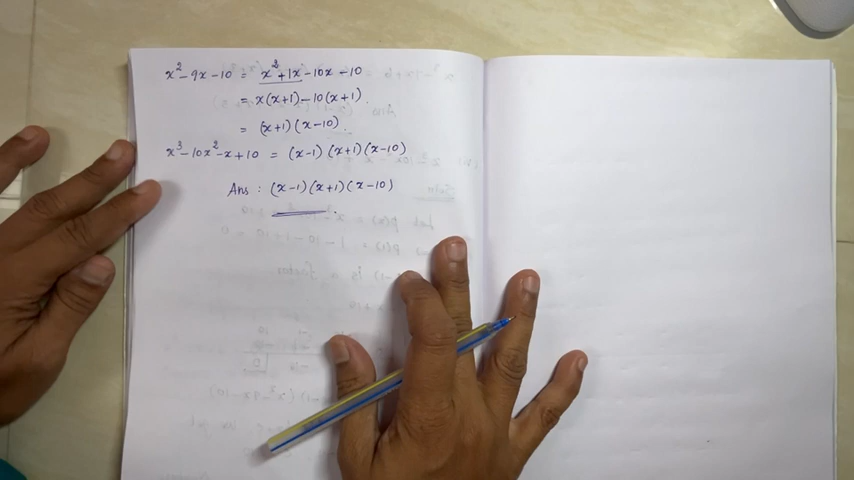 x² - 9x - 10 = x² + 1x - 10x - 10
= x(x+1) - 10(x+1).
= (x+1)(x-10).
x³ - 10x² - x + 10 = (x-1)(x+1)(x-10)
Ans : (x-1)(x+1)(x-10)